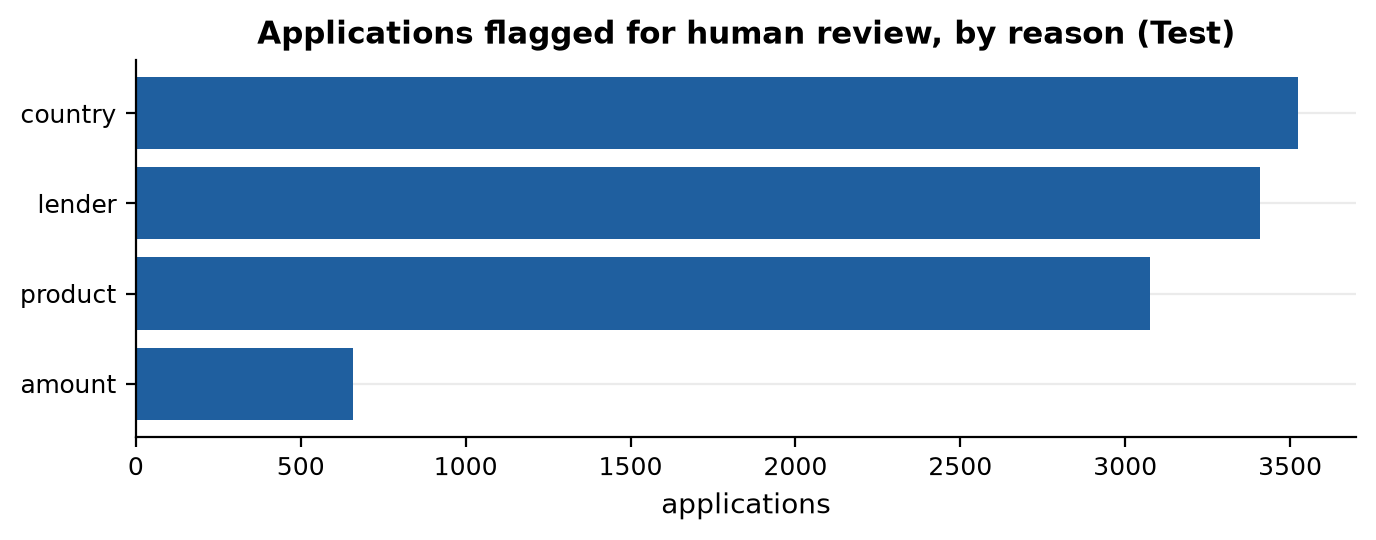 Applications flagged for human review, by reason (Test)
country
lender
product
amount
0 500 1000 1500 2000 2500 3000 3500
applications